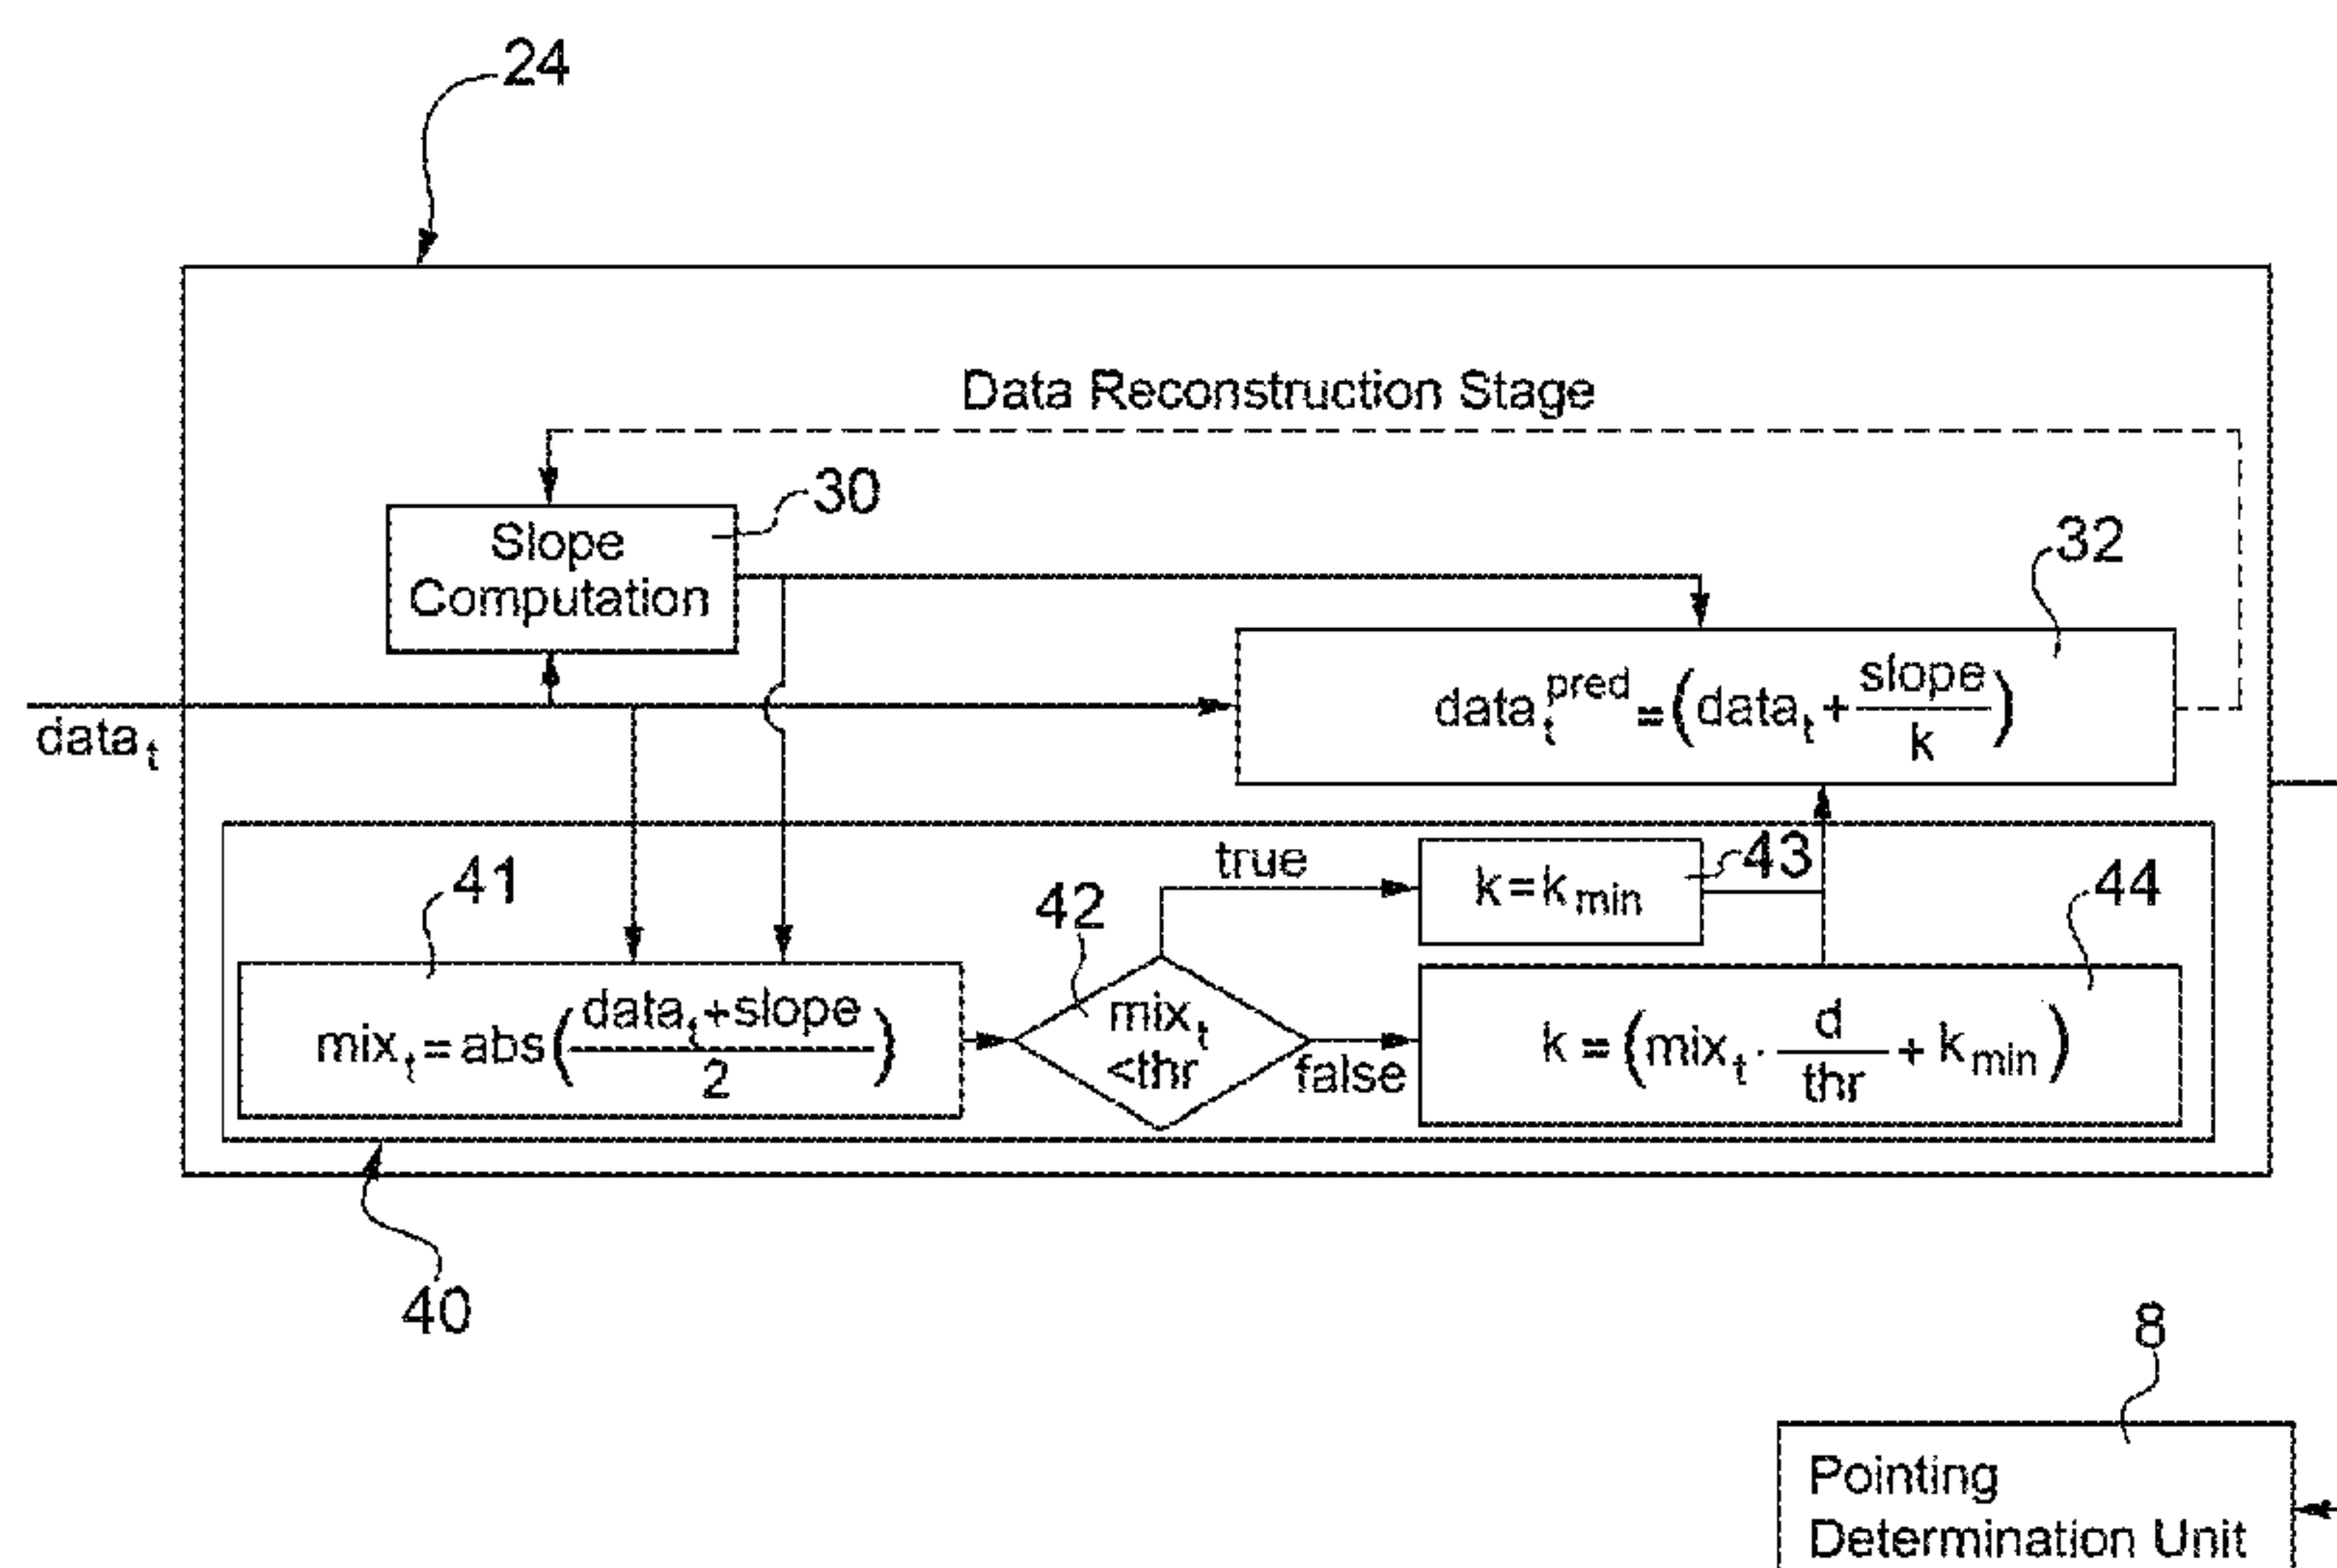 24
Data Reconstruction Stage
30
Slope
Computation
32
data_t^pred = (data_t + slope/k)
data_t
true
43
k=k_min
41
42
44
mix_t = abs((data_t+slope)/2)
mix_t
<thr
false
k = (mix_t · d/thr + k_min)
40
8
Pointing
Determination Unit